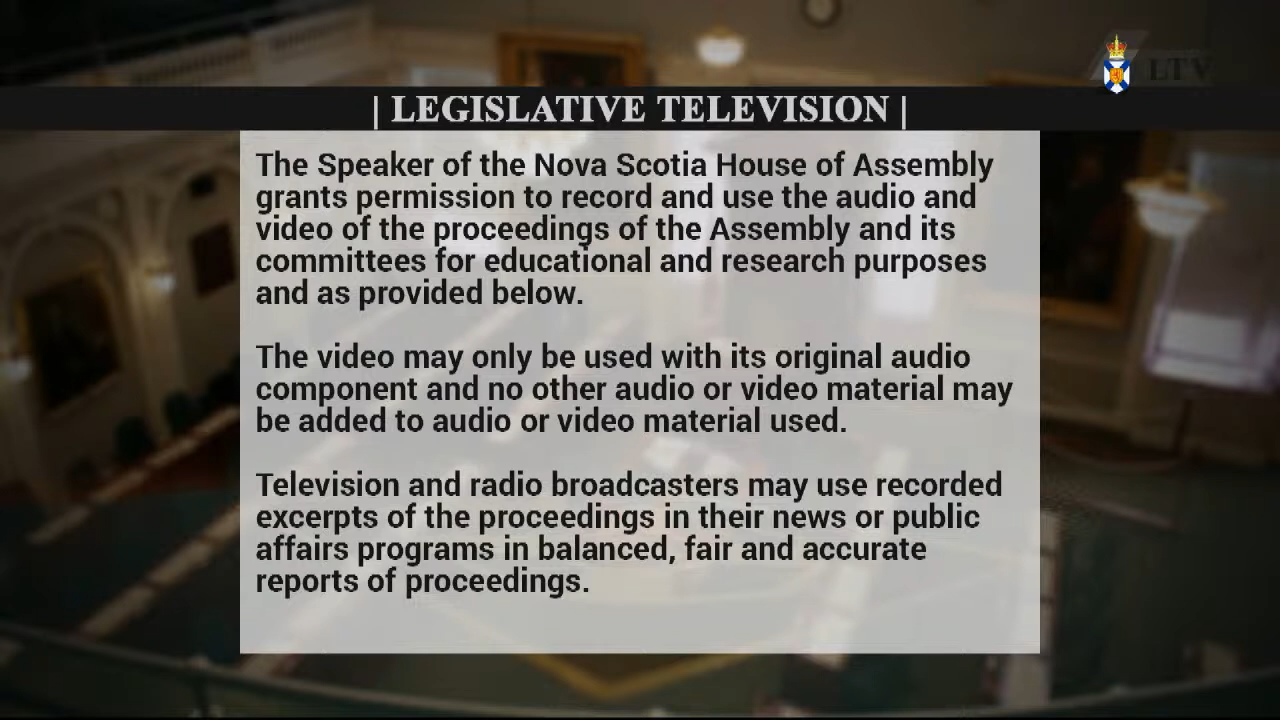 LTV
| LEGISLATIVE TELEVISION |
The Speaker of the Nova Scotia House of Assembly
grants permission to record and use the audio and
video of the proceedings of the Assembly and its
committees for educational and research purposes
and as provided below.
The video may only be used with its original audio
component and no other audio or video material may
be added to audio or video material used.
Television and radio broadcasters may use recorded
excerpts of the proceedings in their news or public
affairs programs in balanced, fair and accurate
reports of proceedings.